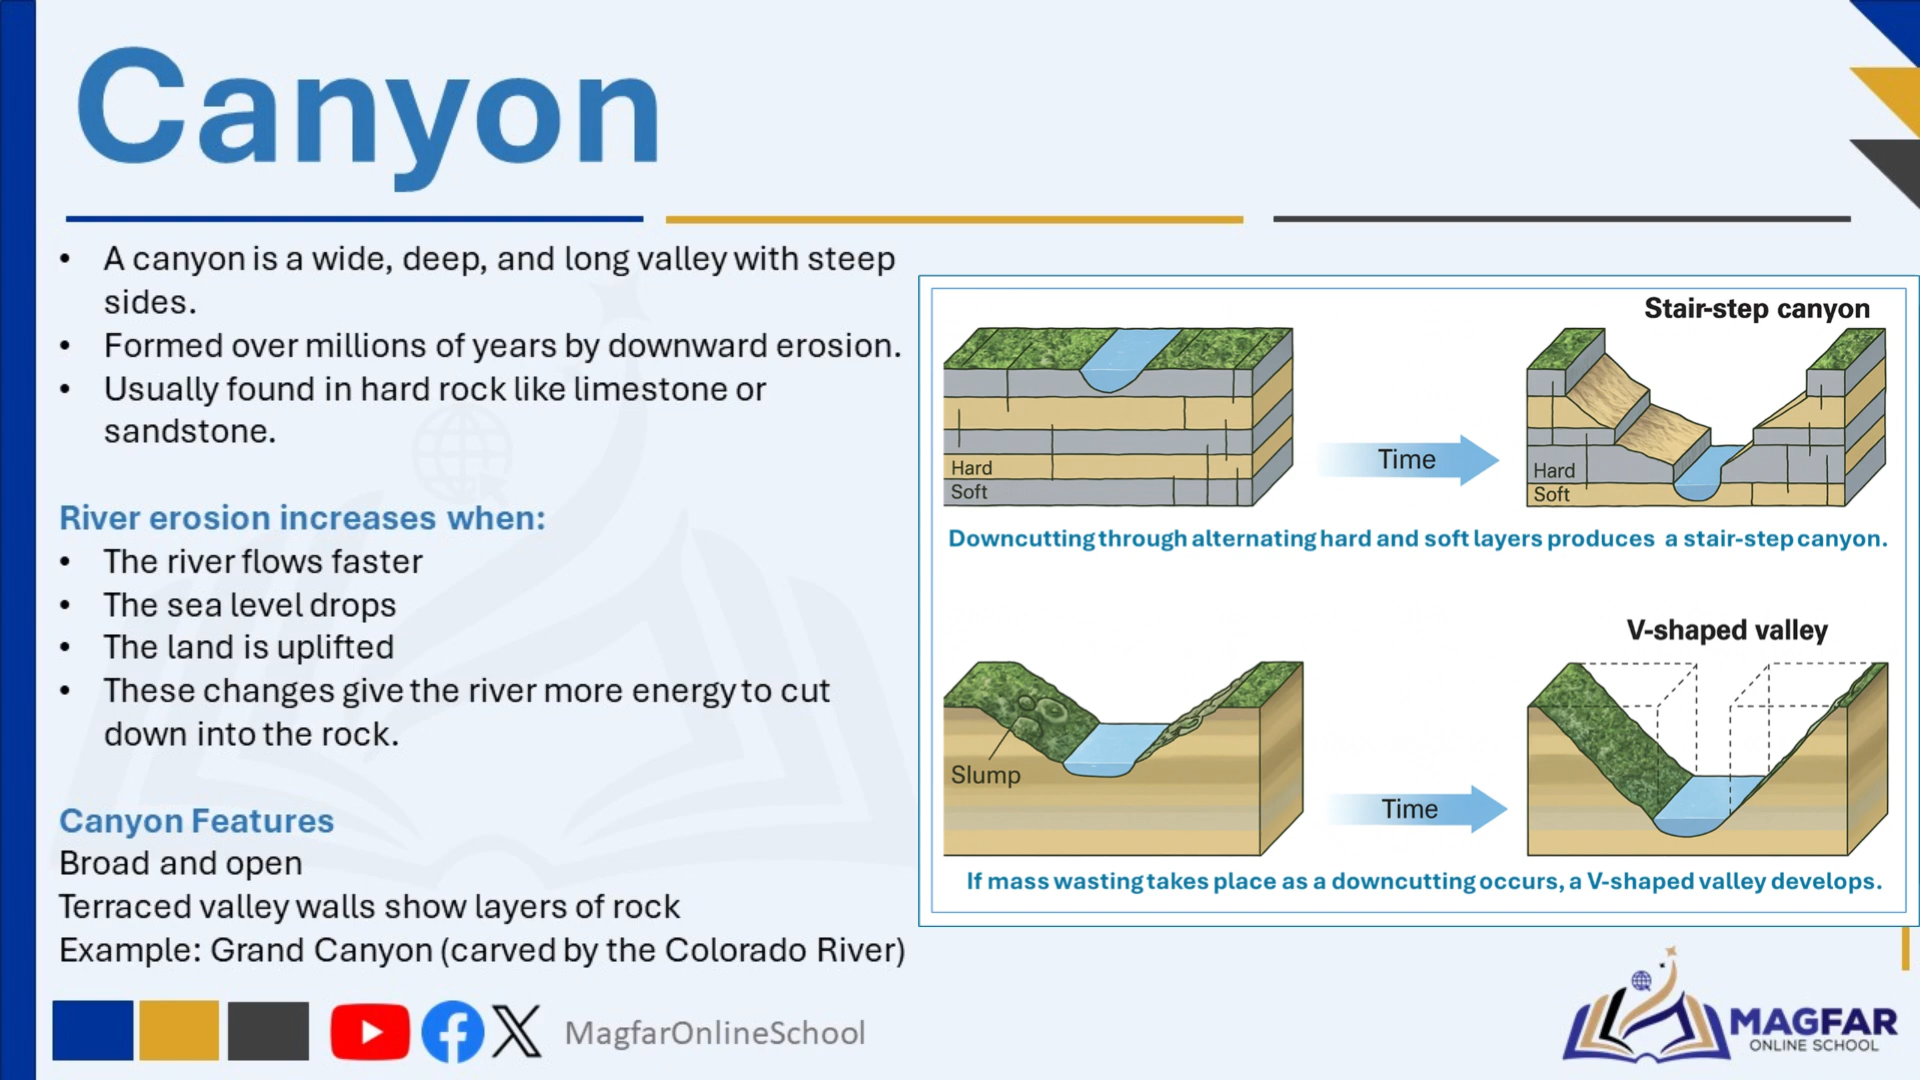 Canyon
• A canyon is a wide, deep, and long valley with steep
sides.
• Formed over millions of years by downward erosion.
• Usually found in hard rock like limestone or
sandstone.
River erosion increases when:
• The river flows faster
• The sea level drops
• The land is uplifted
• These changes give the river more energy to cut
down into the rock.
Canyon Features
Broad and open
Terraced valley walls show layers of rock
Example: Grand Canyon (carved by the Colorado River)
Stair-step canyon
Hard
Soft
Time
Hard
Soft
Downcutting through alternating hard and soft layers produces a stair-step canyon.
V-shaped valley
Slump
Time
If mass wasting takes place as a downcutting occurs, a V-shaped valley develops.
MagfarOnlineSchool
MAGFAR
ONLINE SCHOOL